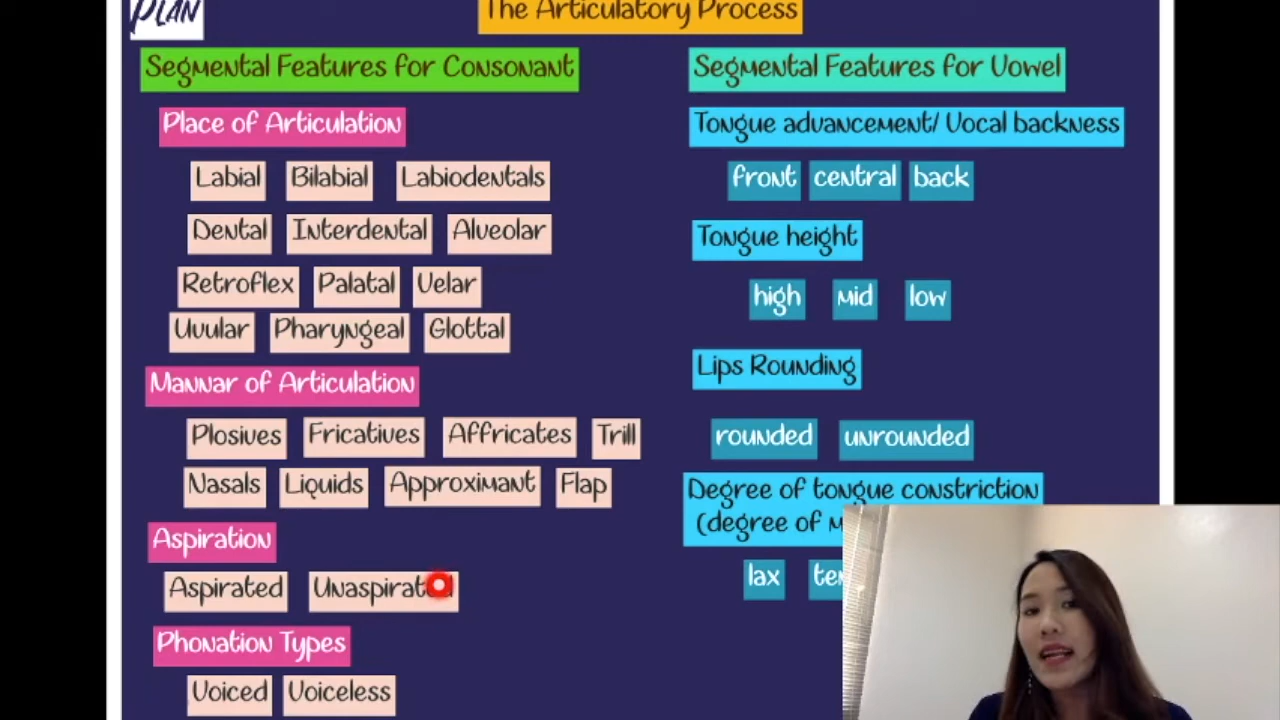 PLAN
The Articulatory Process
Segmental Features for Consonant
Place of Articulation
Labial Bilabial Labiodentals
Dental Interdental Alveolar
Retroflex Palatal Velar
Uvular Pharyngeal Glottal
Mannar of Articulation
Plosives Fricatives Affricates Trill
Nasals Liquids Approximant Flap
Aspiration
Aspirated
Phonation Types
Voiced Voiceless
Segmental Features for Vowel
Tongue advancement/ Vocal backness
front central back
Tongue height
high mid low
Lips Rounding
rounded unrounded
Degree of tongue constriction
(degree of
lax